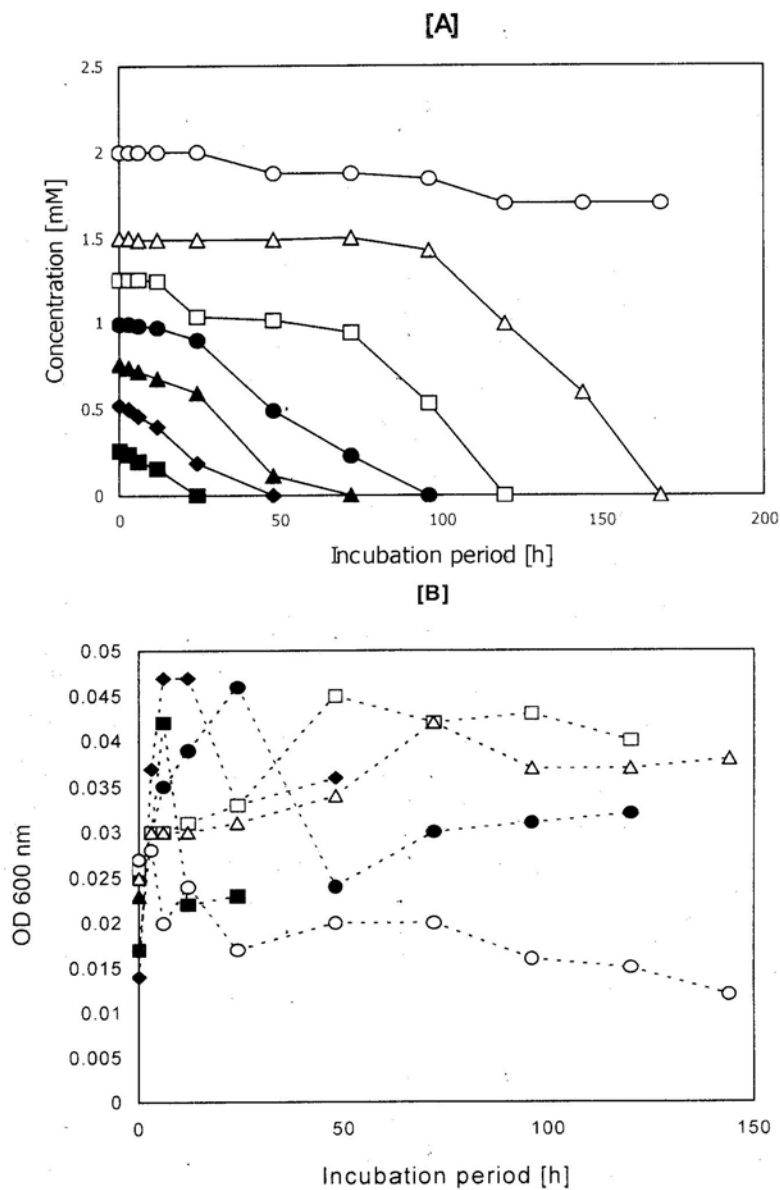 [A]
2.5
2
1.5
1
0.5
0
Concentration [mM]
0 50 100 150 200
Incubation period [h]
[B]
0.05
0.045
0.04
0.035
0.03
0.025
0.02
0.015
0.01
0.005
0
OD 600 nm
0 50 100 150
Incubation period [h]